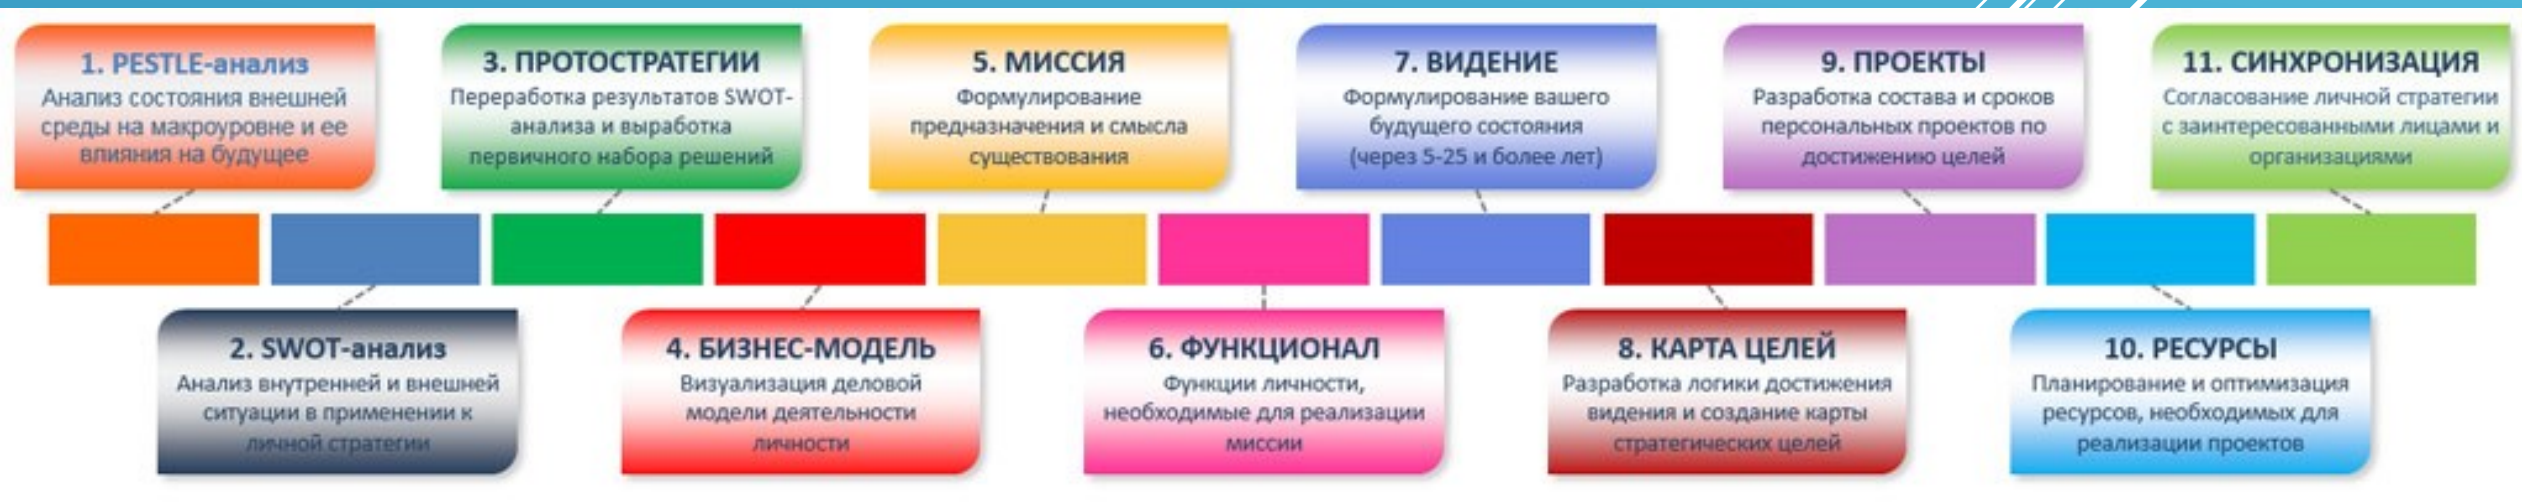 1. PESTLE-анализ
Анализ состояния внешней
среды на макроуровне и ее
влияния на будущее
2. SWOT-анализ
Анализ внутренней и внешней
ситуации в применении к
личной стратегии
3. ПРОТОСТРАТЕГИИ
Переработка результатов SWOT-
анализа и выработка
первичного набора решений
4. БИЗНЕС-МОДЕЛЬ
Визуализация деловой
модели деятельности
личности
5. МИССИЯ
Формулирование
предназначения и смысла
существования
6. ФУНКЦИОНАЛ
Функции личности,
необходимые для реализации
миссии
7. ВИДЕНИЕ
Формулирование вашего
будущего состояния
(через 5-25 и более лет)
8. КАРТА ЦЕЛЕЙ
Разработка логики достижения
видения и создание карты
стратегических целей
9. ПРОЕКТЫ
Разработка состава и сроков
персональных проектов по
достижению целей
10. РЕСУРСЫ
Планирование и оптимизация
ресурсов, необходимых для
реализации проектов
11. СИНХРОНИЗАЦИЯ
Согласование личной стратегии
с заинтересованными лицами и
организациями